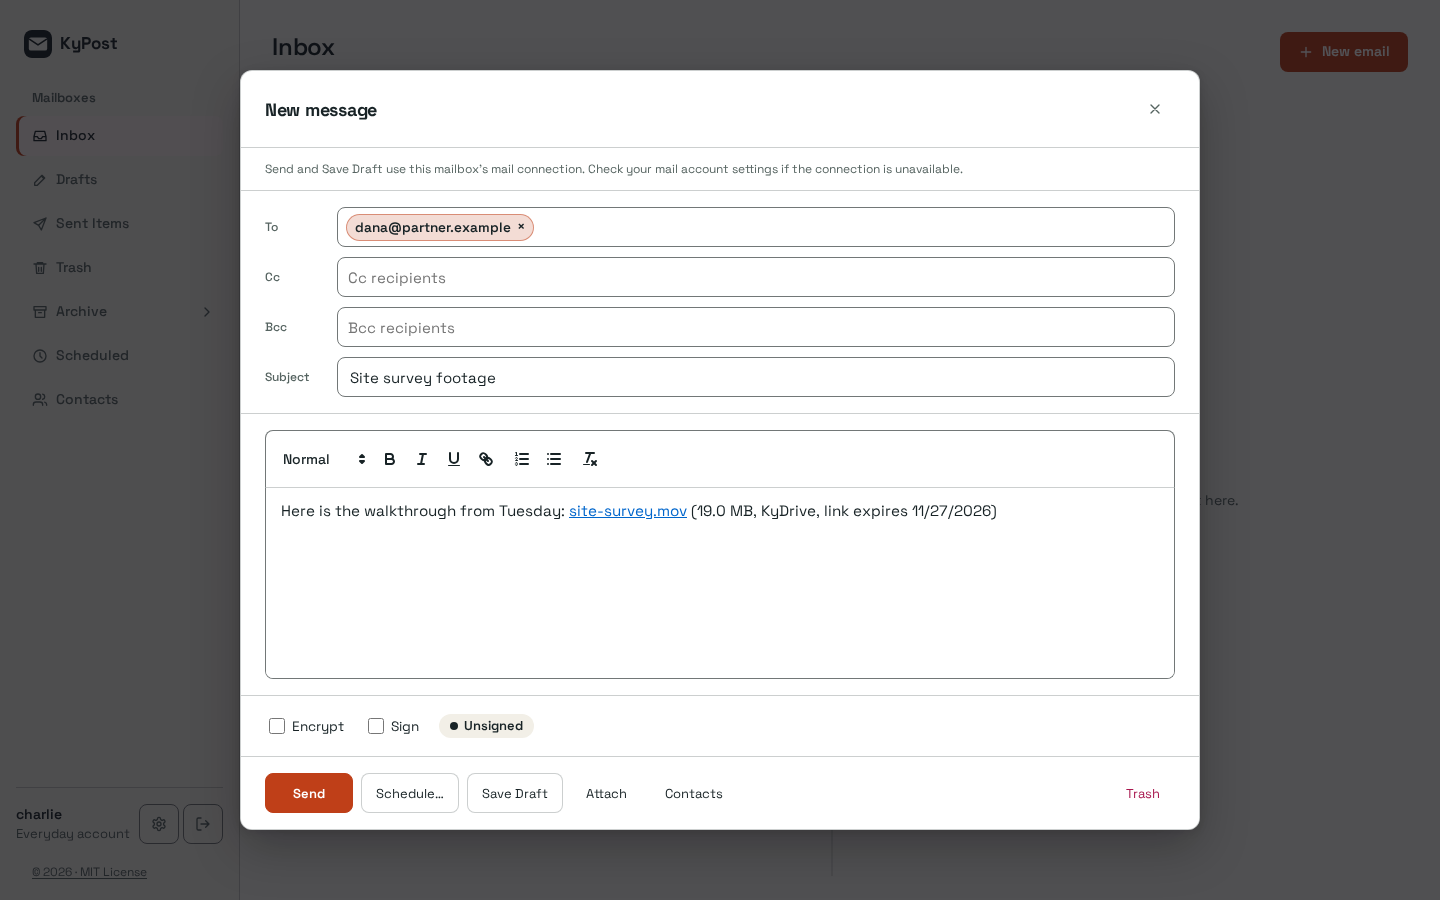 KyPost
Inbox
New email
Mailboxes
Inbox
Drafts
Sent Items
Trash
Archive
Scheduled
Contacts
New message
Send and Save Draft use this mailbox's mail connection. Check your mail account settings if the connection is unavailable.
To
dana@partner.example ×
Cc
Cc recipients
Bcc
Bcc recipients
Subject
Site survey footage
Normal
Here is the walkthrough from Tuesday: site-survey.mov (19.0 MB, KyDrive, link expires 11/27/2026)
here.
Encrypt
Sign
Unsigned
Send
Schedule...
Save Draft
Attach
Contacts
Trash
charlie
Everyday account
© 2026 · MIT License